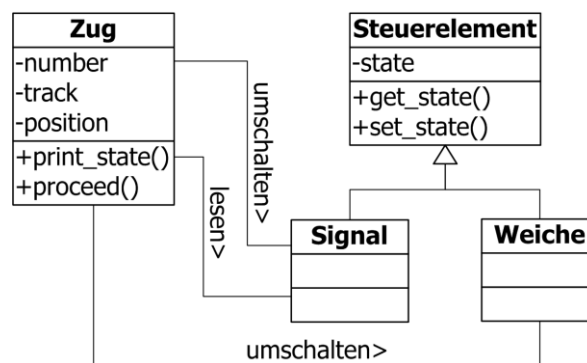 Zug
-number
-track
-position
+print_state()
+proceed()
Steuerelement
-state
+get_state()
+set_state()
umschalten>
lesen>
Signal
Weiche
umschalten>